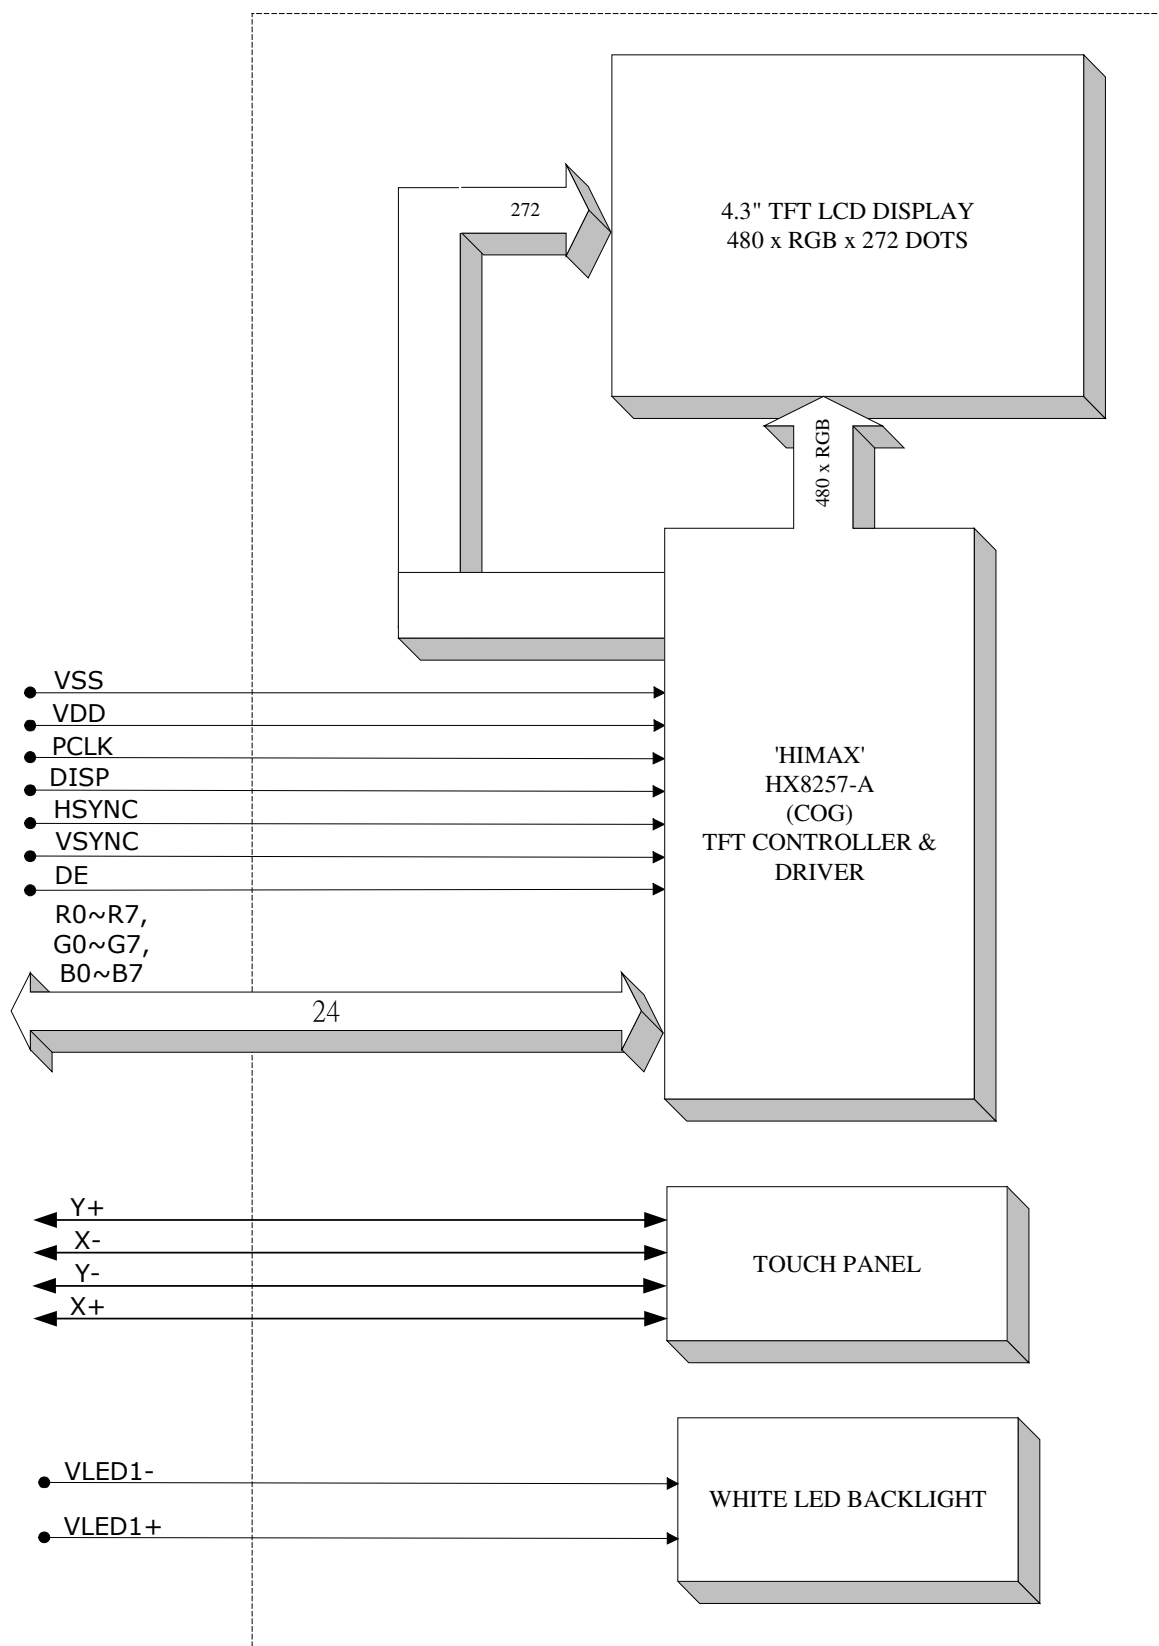 272
4.3" TFT LCD DISPLAY
480 x RGB x 272 DOTS
480 x RGB
VSS
VDD
PCLK
DISP
HSYNC
VSYNC
DE
R0~R7,
G0~G7,
B0~B7
24
'HIMAX'
HX8257-A
(COG)
TFT CONTROLLER &
DRIVER
Y+
X-
Y-
X+
TOUCH PANEL
VLED1-
VLED1+
WHITE LED BACKLIGHT